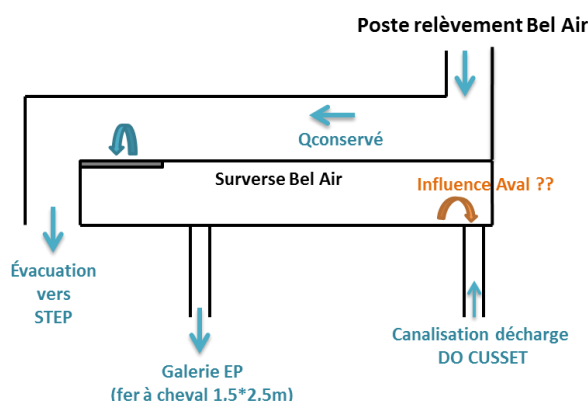 Poste relèvement Bel Air
Qconservé
Surverse Bel Air
Influence Aval ??
Évacuation
vers
STEP
Canalisation décharge
DO CUSSET
Galerie EP
(fer à cheval 1,5*2,5m)